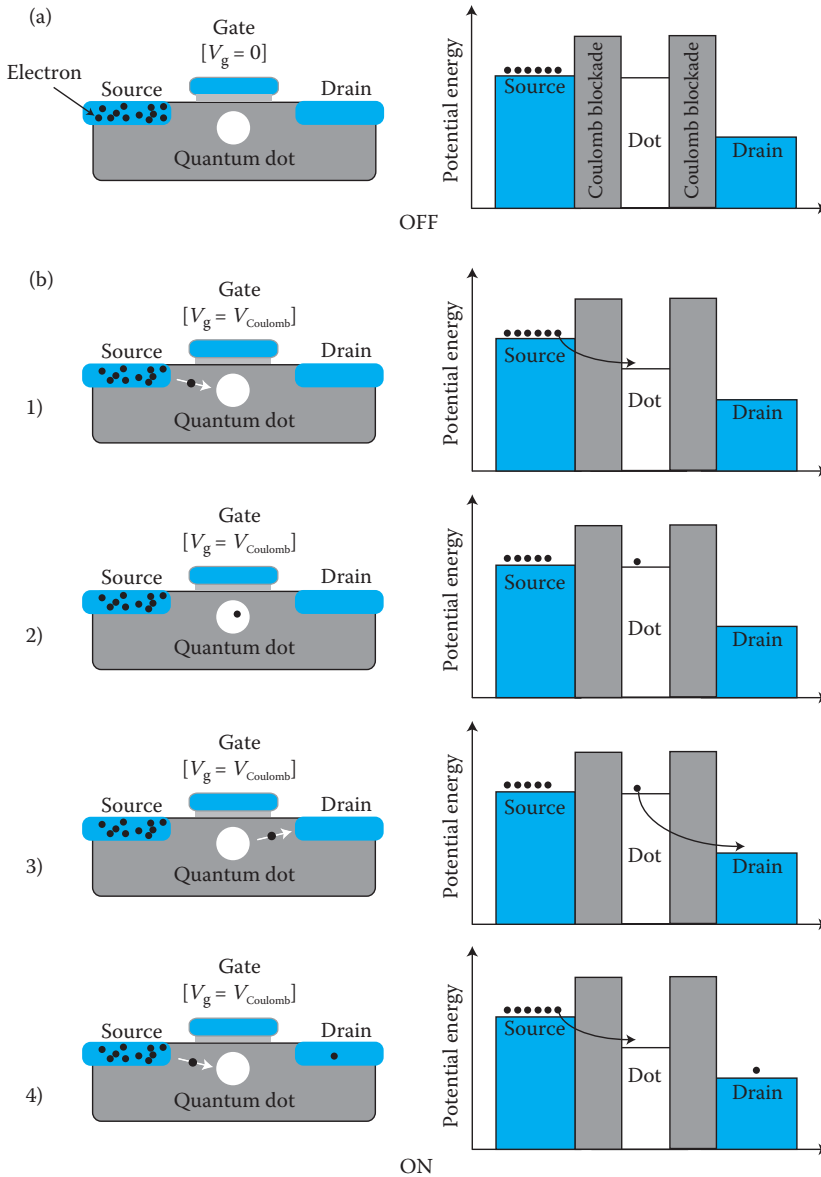 (a)
Gate
[Vg = 0]
Electron
Source
Drain
Quantum dot
Potential energy
Source
Coulomb blockade
Dot
Coulomb blockade
Drain
OFF
(b)
Gate
[Vg = VCoulomb]
Source
Drain
1)
Quantum dot
Potential energy
Source
Dot
Drain
Gate
[Vg = VCoulomb]
Source
Drain
2)
Quantum dot
Potential energy
Source
Dot
Drain
Gate
[Vg = VCoulomb]
Source
Drain
3)
Quantum dot
Potential energy
Source
Dot
Drain
Gate
[Vg = VCoulomb]
Source
Drain
4)
Quantum dot
Potential energy
Source
Dot
Drain
ON